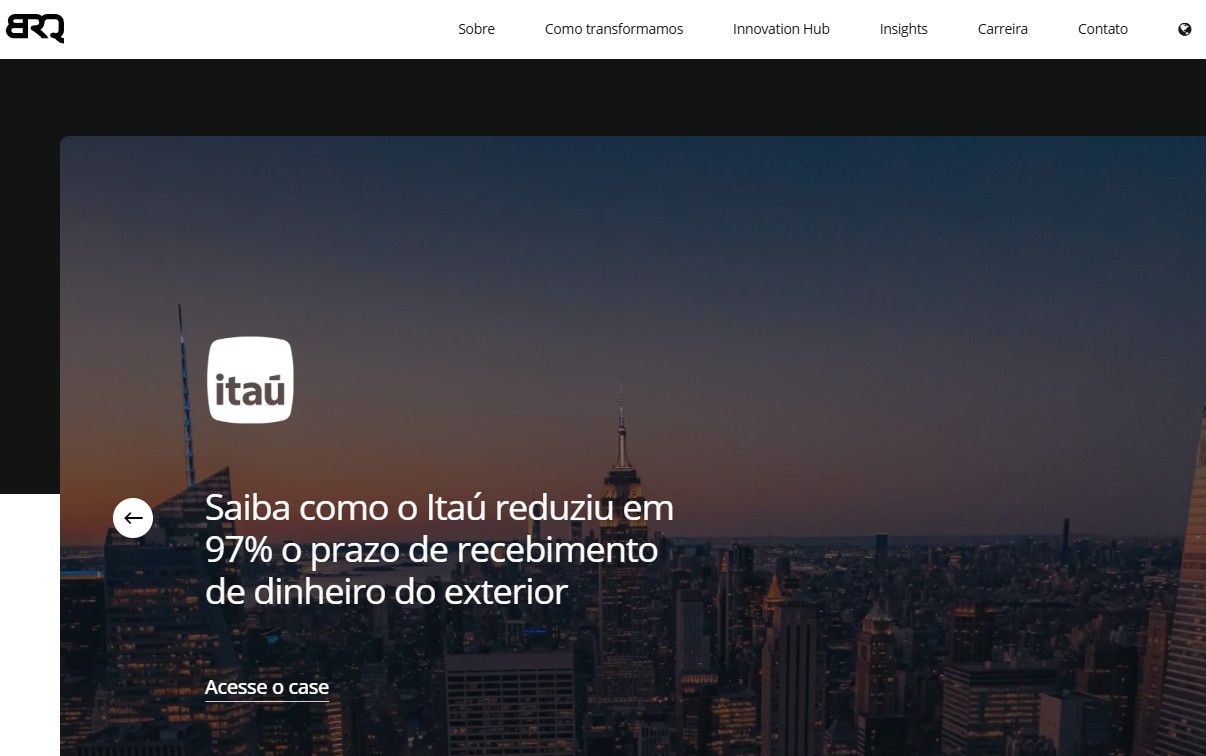 BRQ
Sobre
Como transformamos
Innovation Hub
Insights
Carreira
Contato
itaú
Saiba como o Itaú reduziu em
97% o prazo de recebimento
de dinheiro do exterior
Acesse o case